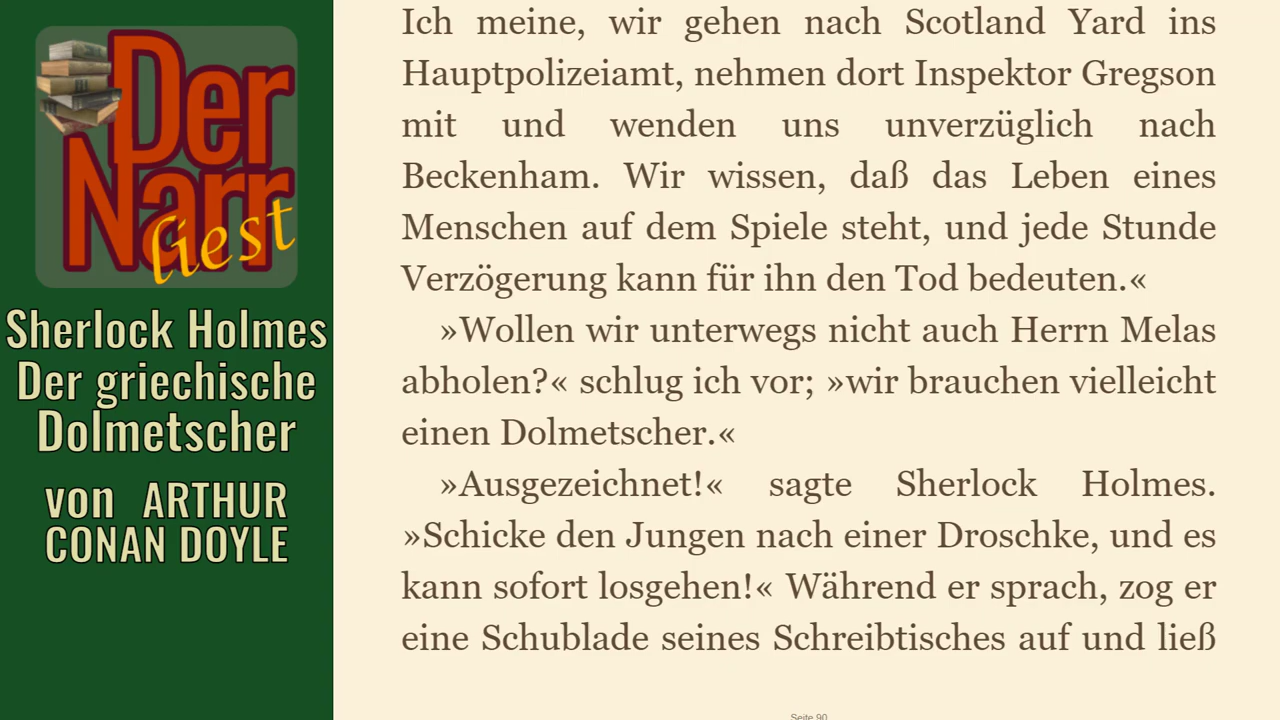 Der
Narr
liest
Sherlock Holmes
Der griechische
Dolmetscher
von ARTHUR
CONAN DOYLE
Ich meine, wir gehen nach Scotland Yard ins
Hauptpolizeiamt, nehmen dort Inspektor Gregson
mit und wenden uns unverzüglich nach
Beckenham. Wir wissen, daß das Leben eines
Menschen auf dem Spiele steht, und jede Stunde
Verzögerung kann für ihn den Tod bedeuten.«
»Wollen wir unterwegs nicht auch Herrn Melas
abholen?« schlug ich vor; »wir brauchen vielleicht
einen Dolmetscher.«
»Ausgezeichnet!« sagte Sherlock Holmes.
»Schicke den Jungen nach einer Droschke, und es
kann sofort losgehen!« Während er sprach, zog er
eine Schublade seines Schreibtisches auf und ließ
Seite 90